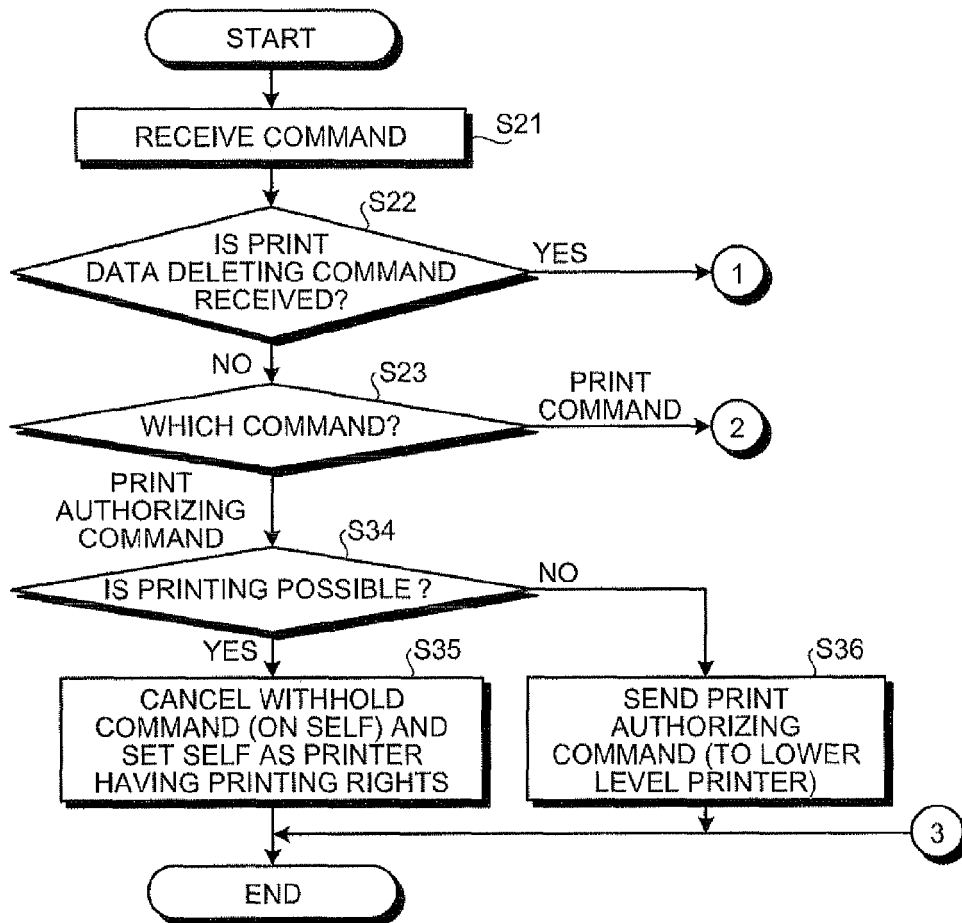 START
RECEIVE COMMAND
S21
S22
IS PRINT
DATA DELETING COMMAND
RECEIVED?
YES
1
NO
S23
WHICH COMMAND?
PRINT
COMMAND
2
PRINT
AUTHORIZING
COMMAND
S34
IS PRINTING POSSIBLE ?
NO
YES
S35
CANCEL WITHHOLD
COMMAND (ON SELF) AND
SET SELF AS PRINTER
HAVING PRINTING RIGHTS
S36
SEND PRINT
AUTHORIZING
COMMAND (TO LOWER
LEVEL PRINTER)
3
END